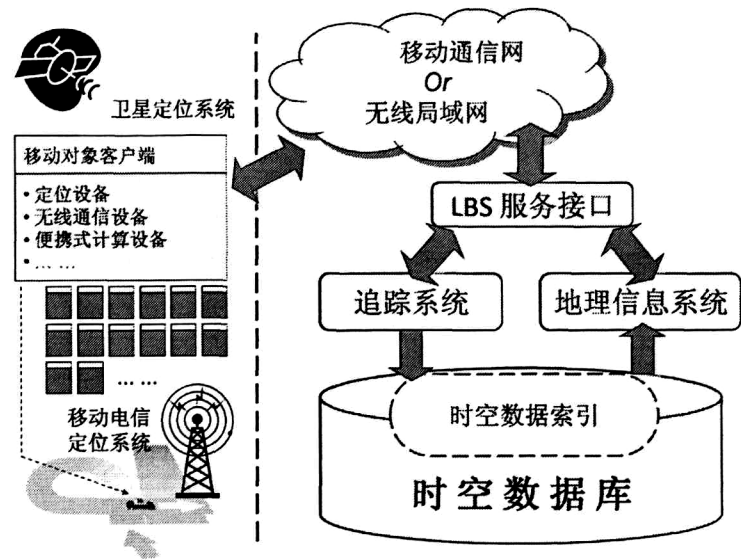 卫星定位系统
移动对象客户端
• 定位设备
• 无线通信设备
• 便携式计算设备
• … …
… …
移动电信
定位系统
移动通信网
Or
无线局域网
LBS 服务接口
追踪系统
地理信息系统
时空数据索引
时空数据库